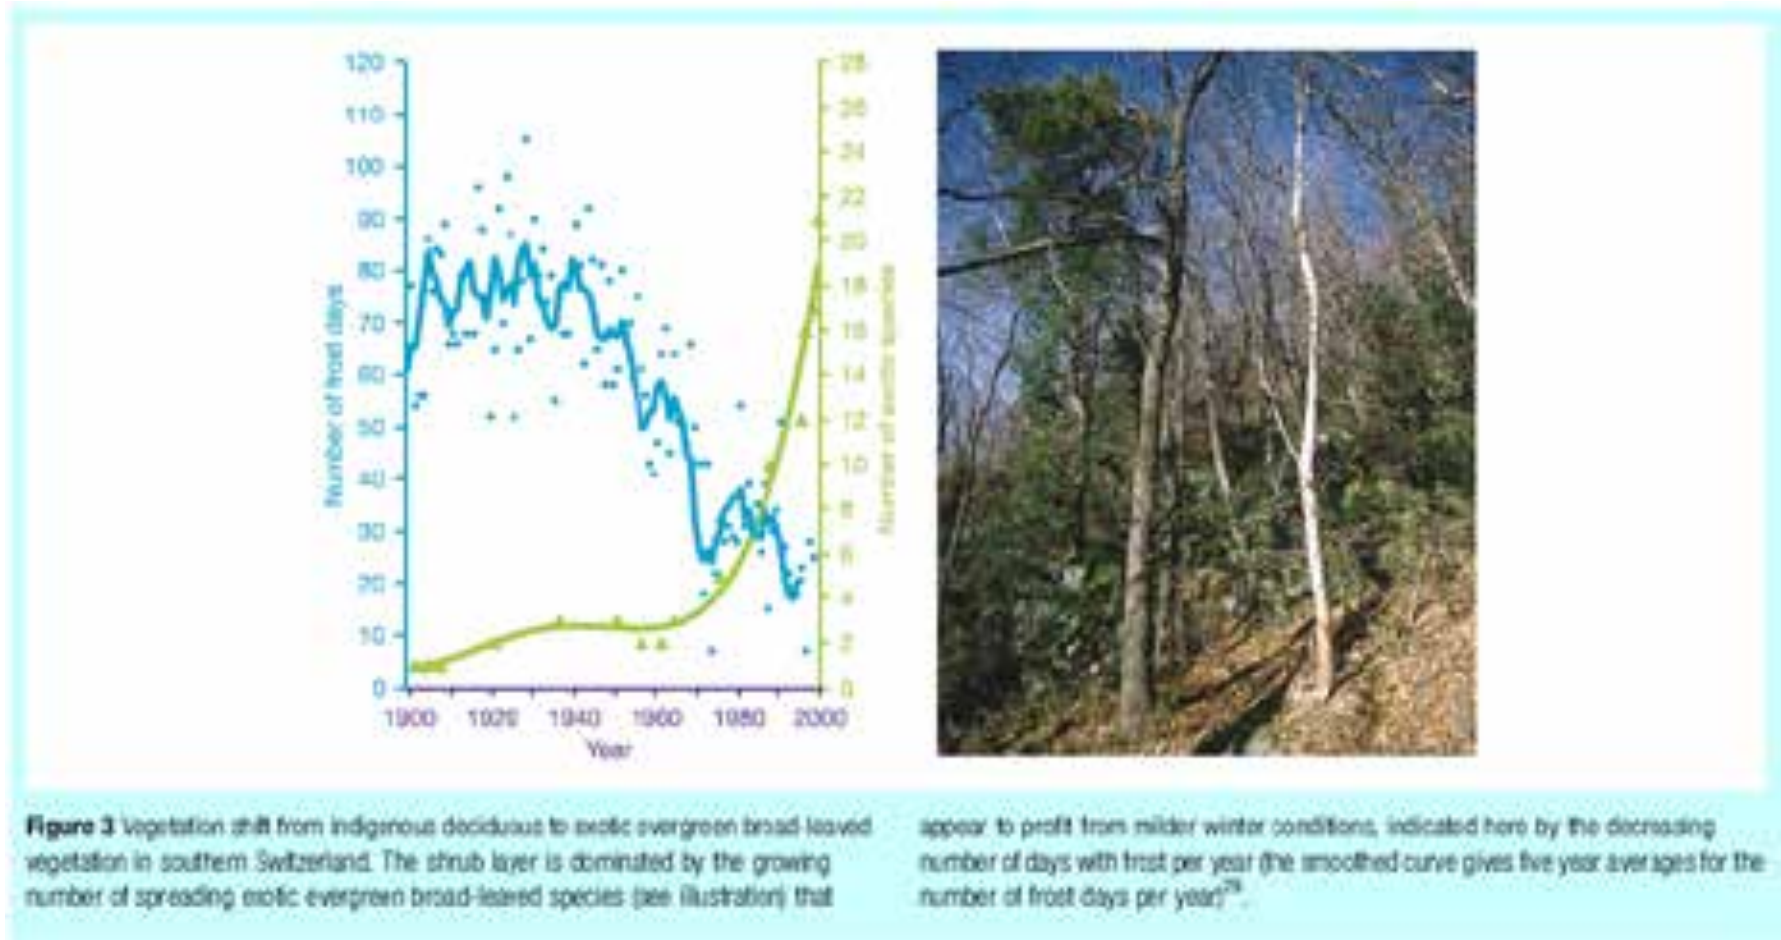 120
110
100
90
80
70
60
50
40
30
20
10
0
Number of frost days
28
26
24
22
20
18
16
14
12
10
8
6
4
2
0
Number of exotic species
1900 1920 1940 1960 1980 2000
Year
Figure 3 Vegetation shift from indigenous deciduous to exotic evergreen broad-leaved
vegetation in southern Switzerland. The shrub layer is dominated by the growing
number of spreading exotic evergreen broad-leaved species (see illustration) that
appear to profit from milder winter conditions, indicated here by the decreasing
number of days with frost per year (the smoothed curve gives five year averages for the
number of frost days per year)